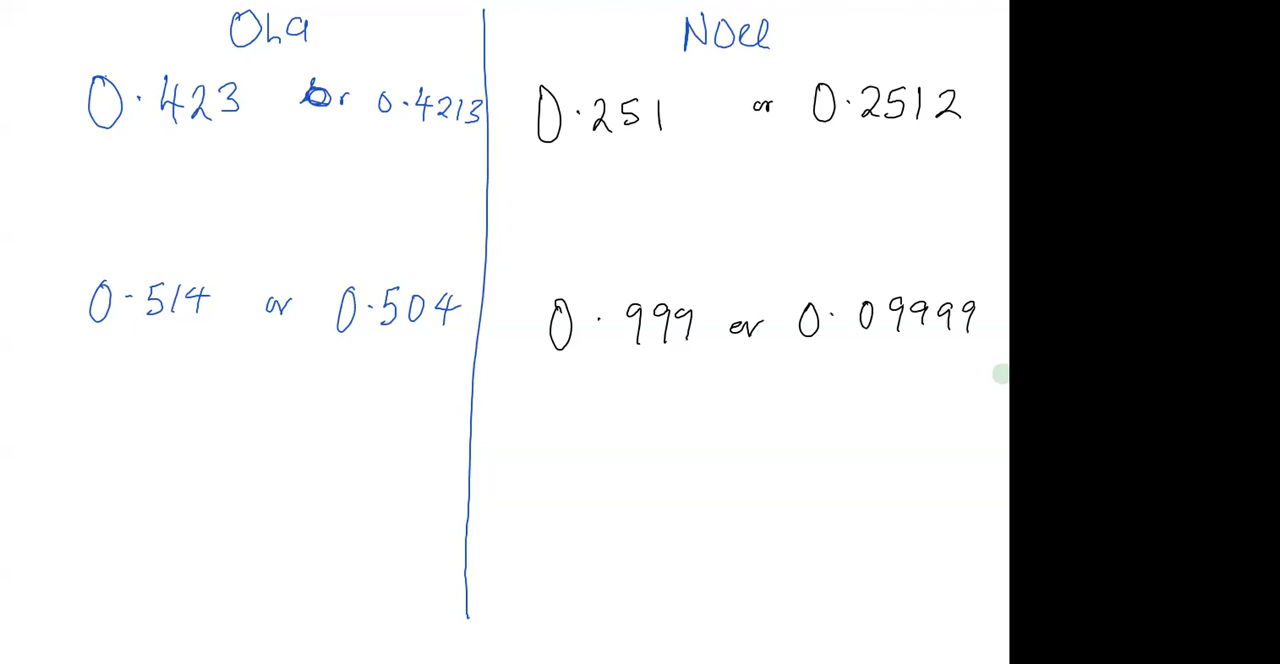 Ola
0.423 or 0.4213
0.514 or 0.504
Noel
0.251 or 0.2512
0.999 or 0.09999